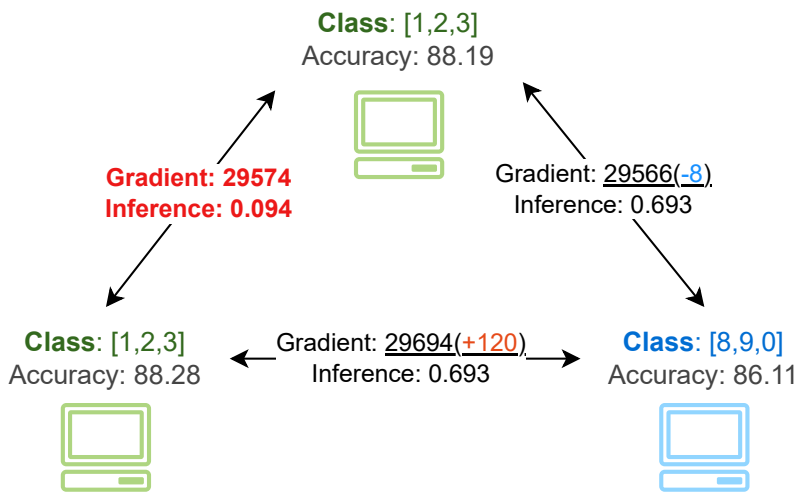 Class: [1,2,3]
Accuracy: 88.19
Gradient: 29574
Inference: 0.094
Gradient: 29566(-8)
Inference: 0.693
Class: [1,2,3]
Accuracy: 88.28
Gradient: 29694(+120)
Inference: 0.693
Class: [8,9,0]
Accuracy: 86.11